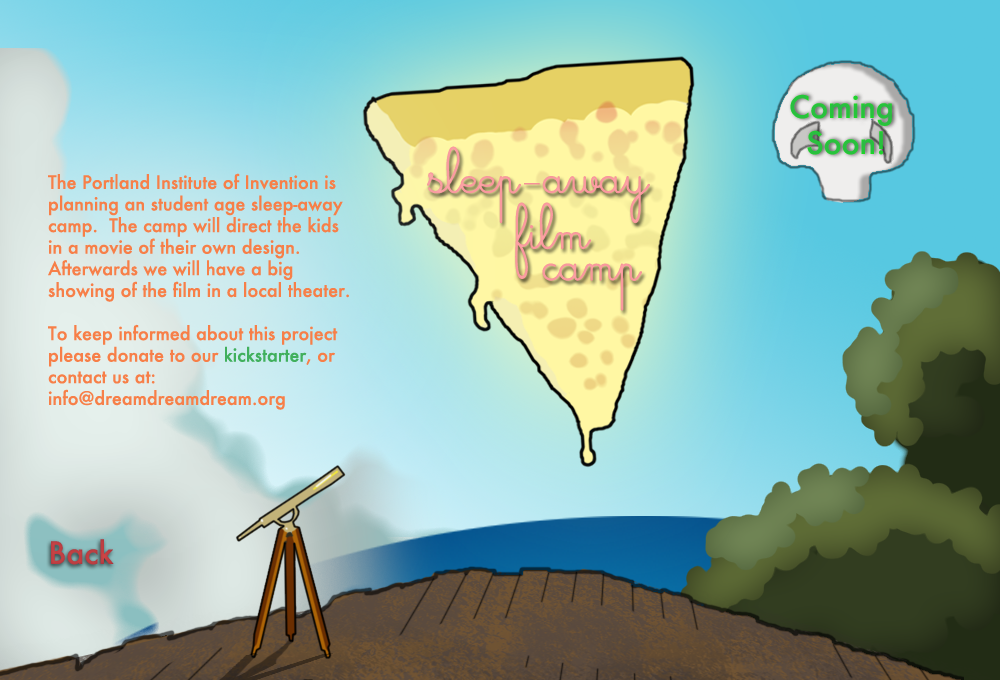 Coming
Soon!
sleep-away
film
camp
The Portland Institute of Invention is
planning an student age sleep-away
camp.  The camp will direct the kids
in a movie of their own design.
Afterwards we will have a big
showing of the film in a local theater.
To keep informed about this project
please donate to our kickstarter, or
contact us at:
info@dreamdreamdream.org
Back